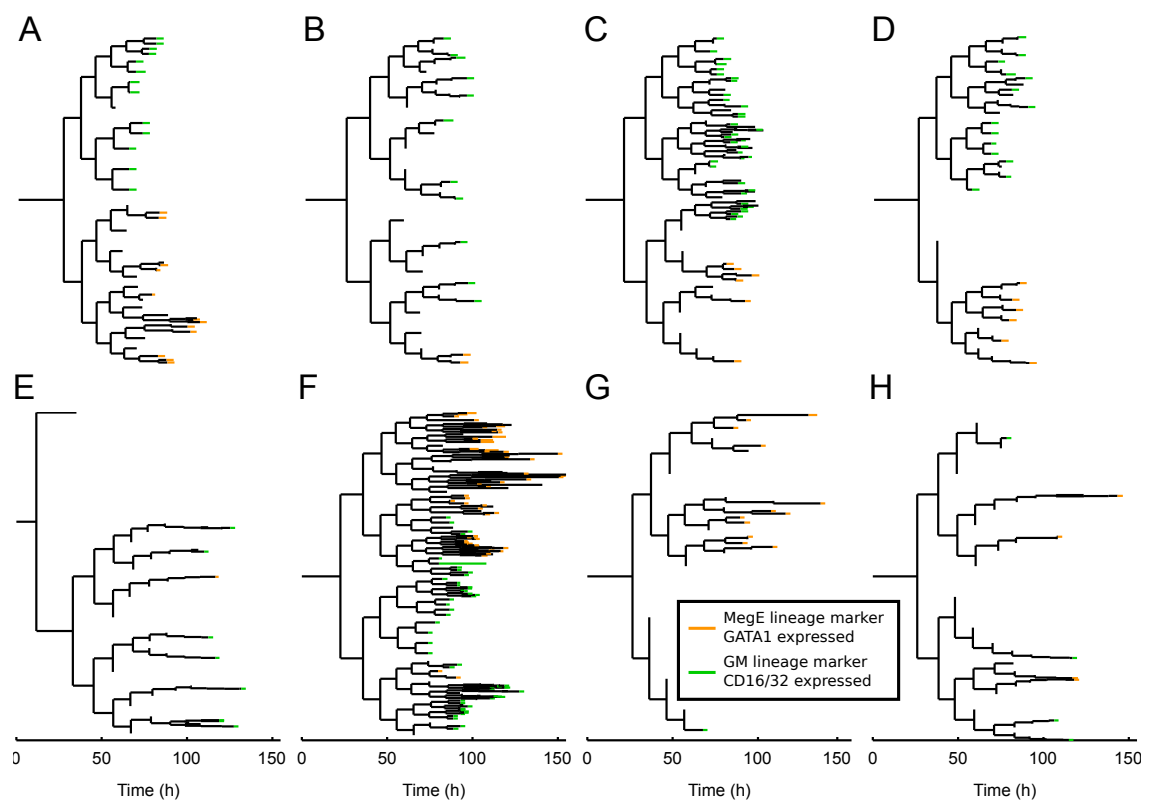 A B C D
E F G H
MegE lineage marker
GATA1 expressed
GM lineage marker
CD16/32 expressed
0 50 100 150 0 50 100 150 0 50 100 150 0 50 100 150
Time (h) Time (h) Time (h) Time (h)